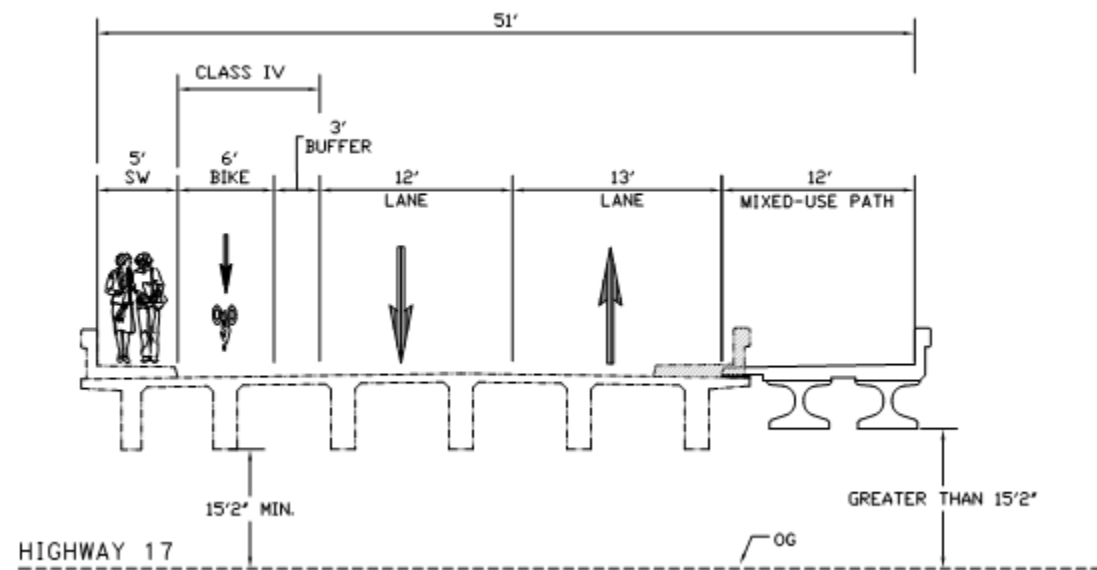 51'
CLASS IV
3'
BUFFER
5'
SW
6'
BIKE
12'
LANE
13'
LANE
12'
MIXED-USE PATH
15'2" MIN.
GREATER THAN 15'2"
HIGHWAY 17
OG